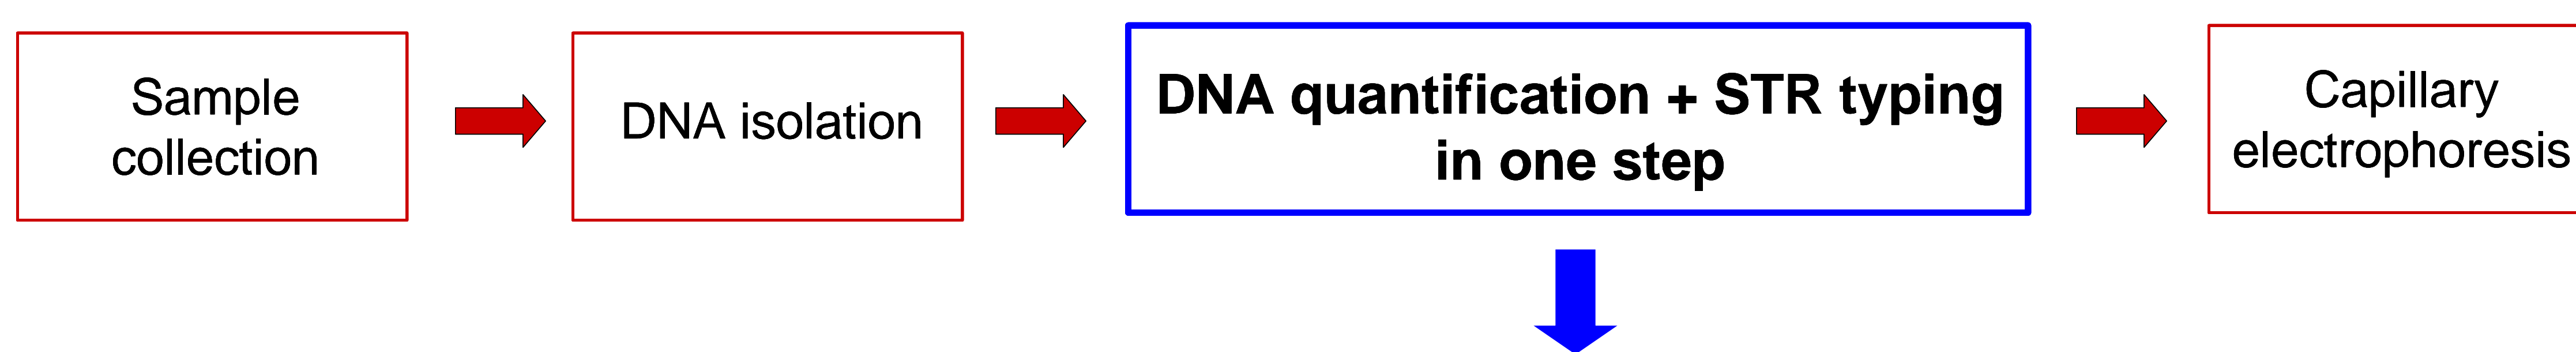 Sample
collection
DNA isolation
DNA quantification + STR typing
in one step
Capillary
electrophoresis